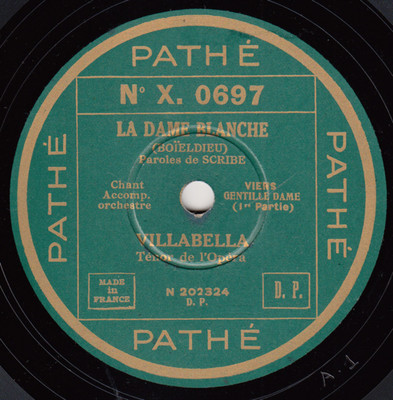 PATHÉ
Nº X. 0697
LA DAME BLANCHE
(BOÏELDIEU)
Paroles de SCRIBE
Chant
Accomp.
orchestre
VIENS
GENTILLE DAME
(1re Partie)
VILLABELLA
Ténor de l'Opéra
MADE
in
FRANCE
N 202324
D. P.
D. P.
PATHÉ
PATHÉ
PATHÉ
A.1